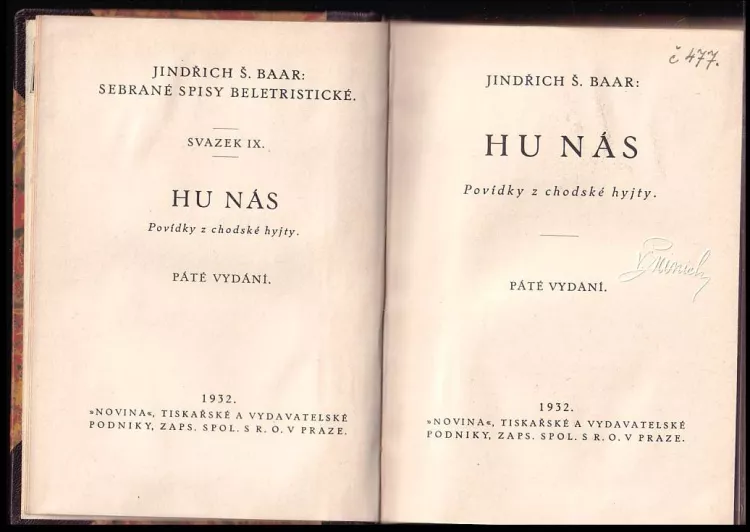 JINDŘICH Š. BAAR:
SEBRANÉ SPISY BELETRISTICKÉ.
SVAZEK IX.
HU NÁS
Povídky z chodské hyjty.
PÁTÉ VYDÁNÍ.
1932.
»NOVINA«, TISKAŘSKÉ A VYDAVATELSKÉ
PODNIKY, ZAPS. SPOL. S R. O. V PRAZE.
č 477.
JINDŘICH Š. BAAR:
HU NÁS
Povídky z chodské hyjty.
PÁTÉ VYDÁNÍ.
1932.
»NOVINA«, TISKAŘSKÉ A VYDAVATELSKÉ
PODNIKY, ZAPS. SPOL. S R. O. V PRAZE.